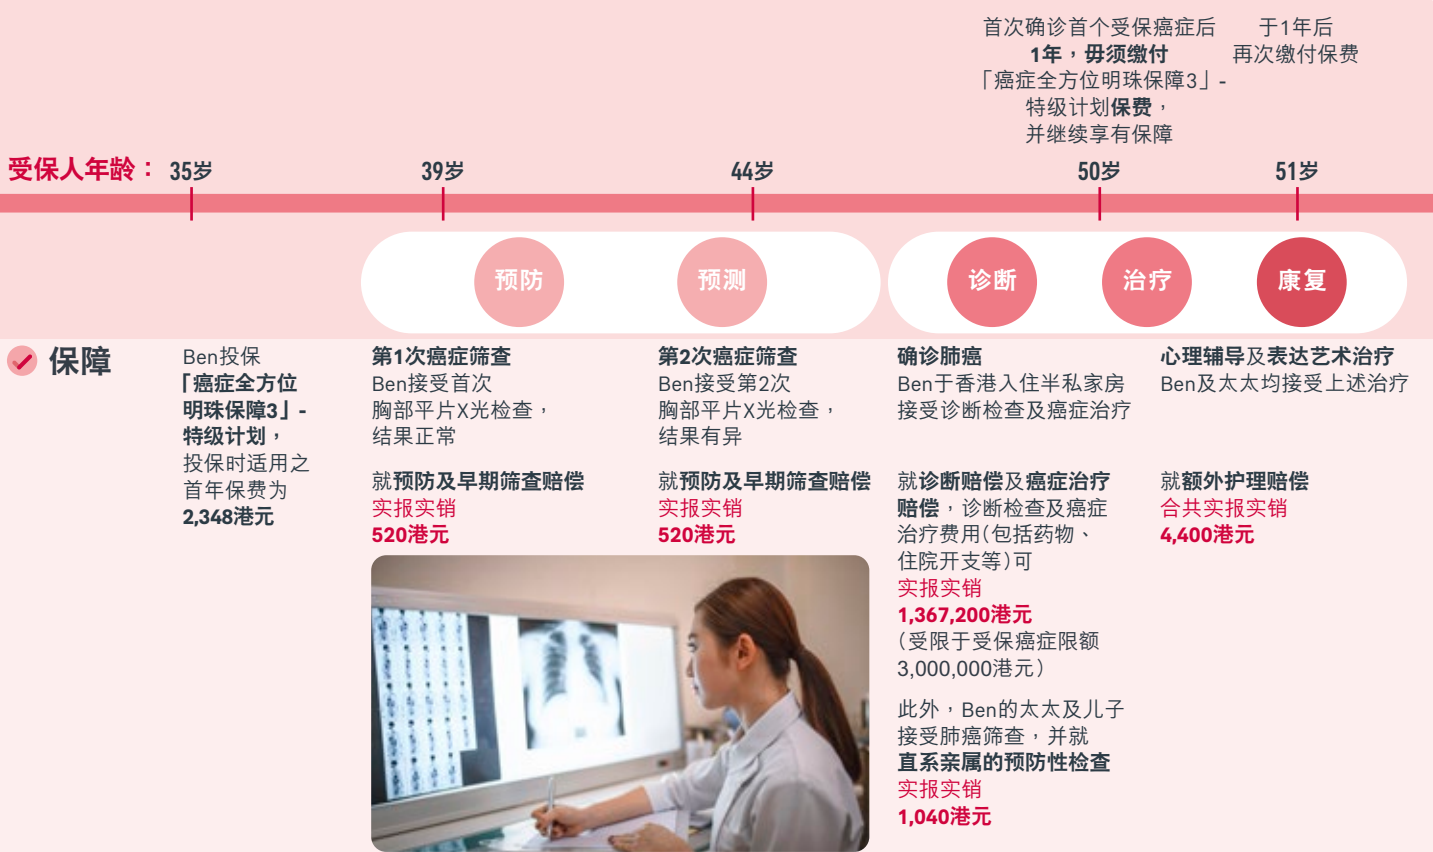 首次确诊首个受保癌症后
1年，毋须缴付
「癌症全方位明珠保障3」-
特级计划保费，
并继续享有保障
于1年后
再次缴付保费
受保人年龄：
35岁
39岁
44岁
50岁
51岁
预防
预测
诊断
治疗
康复
保障
Ben投保
「癌症全方位
明珠保障3」-
特级计划，
投保时适用之
首年保费为
2,348港元
第1次癌症筛查
Ben接受首次
胸部平片X光检查，
结果正常
就预防及早期筛查赔偿
实报实销
520港元
第2次癌症筛查
Ben接受第2次
胸部平片X光检查，
结果有异
就预防及早期筛查赔偿
实报实销
520港元
确诊肺癌
Ben于香港入住半私家房
接受诊断检查及癌症治疗
就诊断赔偿及癌症治疗
赔偿，诊断检查及癌症
治疗费用（包括药物、
住院开支等）可
实报实销
1,367,200港元
（受限于受保癌症限额
3,000,000港元）
此外，Ben的太太及儿子
接受肺癌筛查，并就
直系亲属的预防性检查
实报实销
1,040港元
心理辅导及表达艺术治疗
Ben及太太均接受上述治疗
就额外护理赔偿
合共实报实销
4,400港元